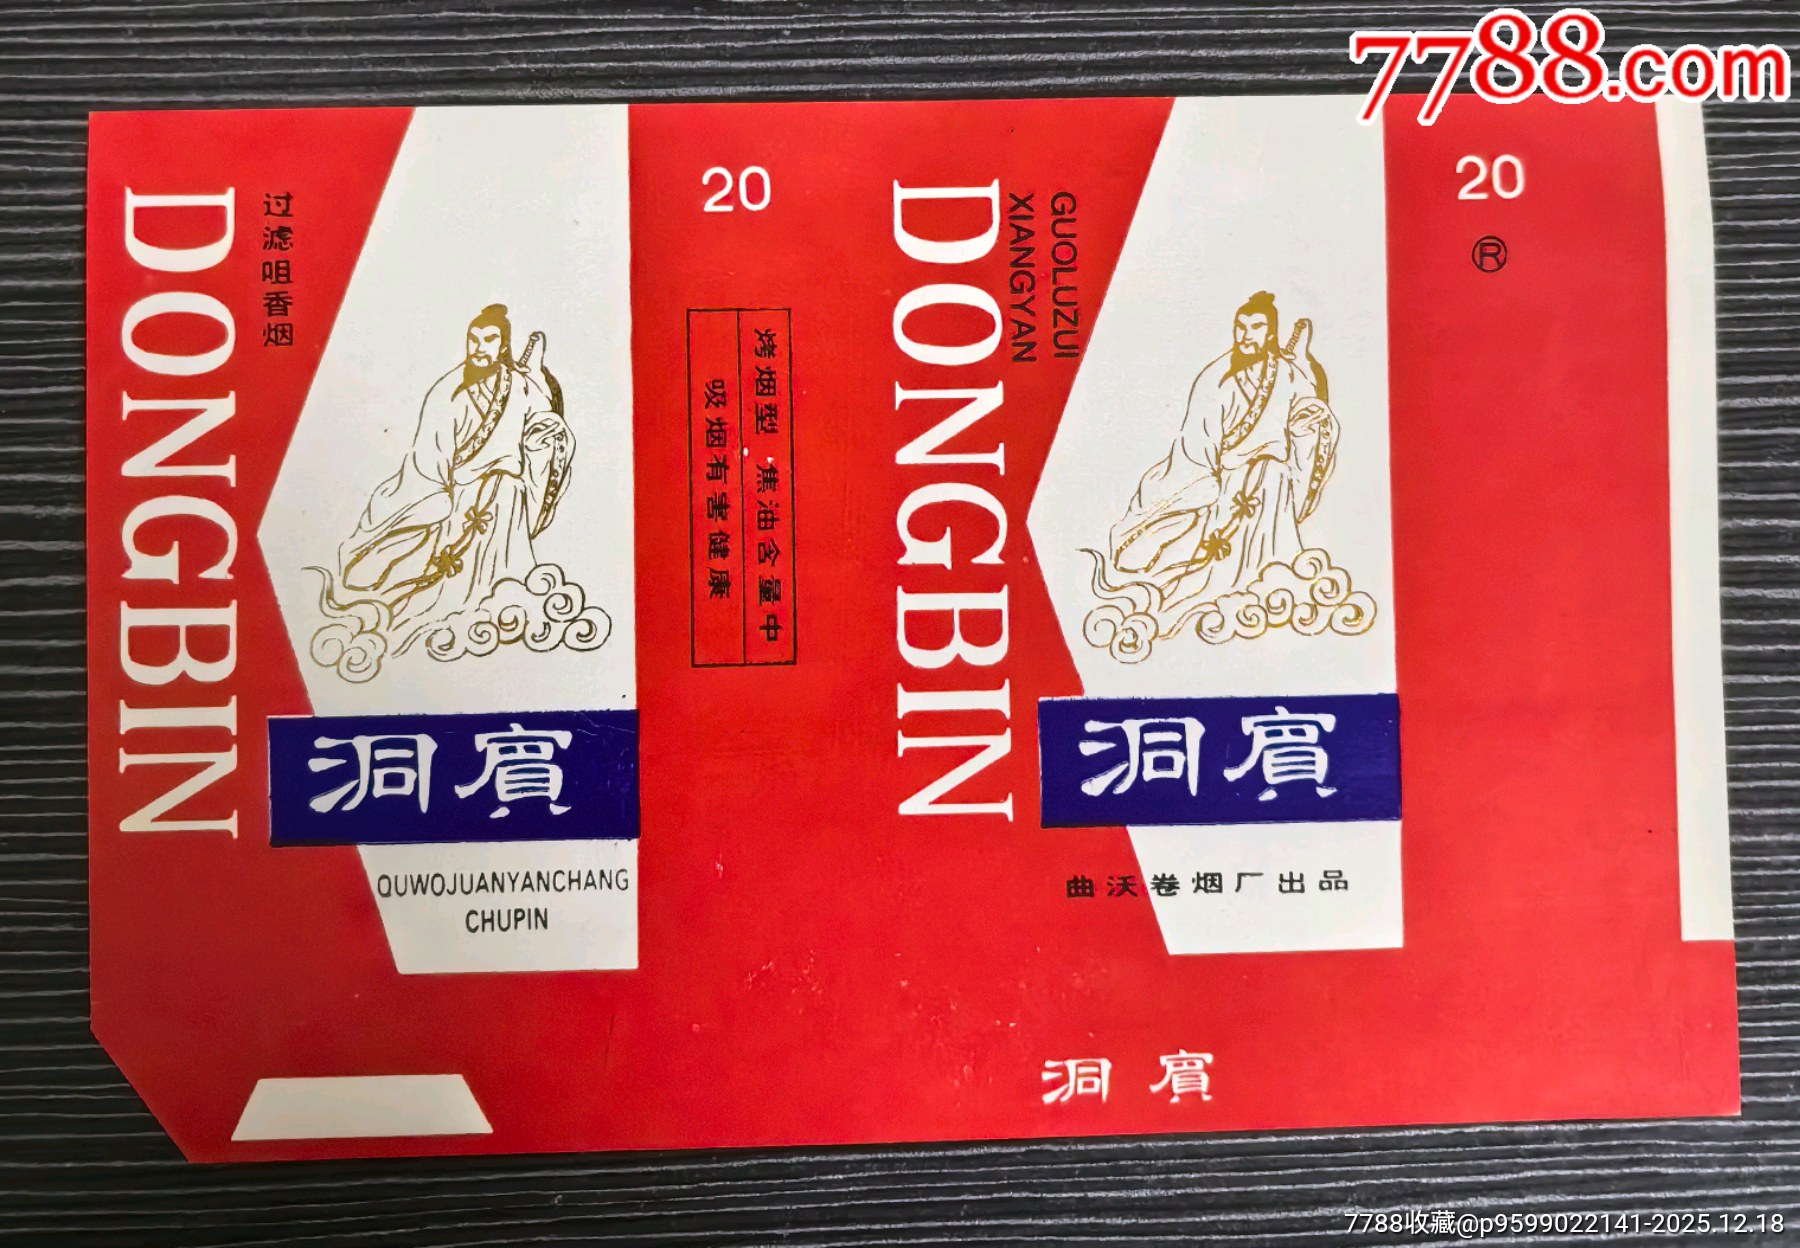 7788.com
DONGBIN
过滤咀香烟
洞賓
QUWOJUANYANCHANG
CHUPIN
20
烤烟型 焦油含量中
吸烟有害健康
DONGBIN
GUOLUZUI
XIANGYAN
洞賓
曲沃卷烟厂出品
洞賓
20
®
7788收藏@p9599022141-2025.12.18